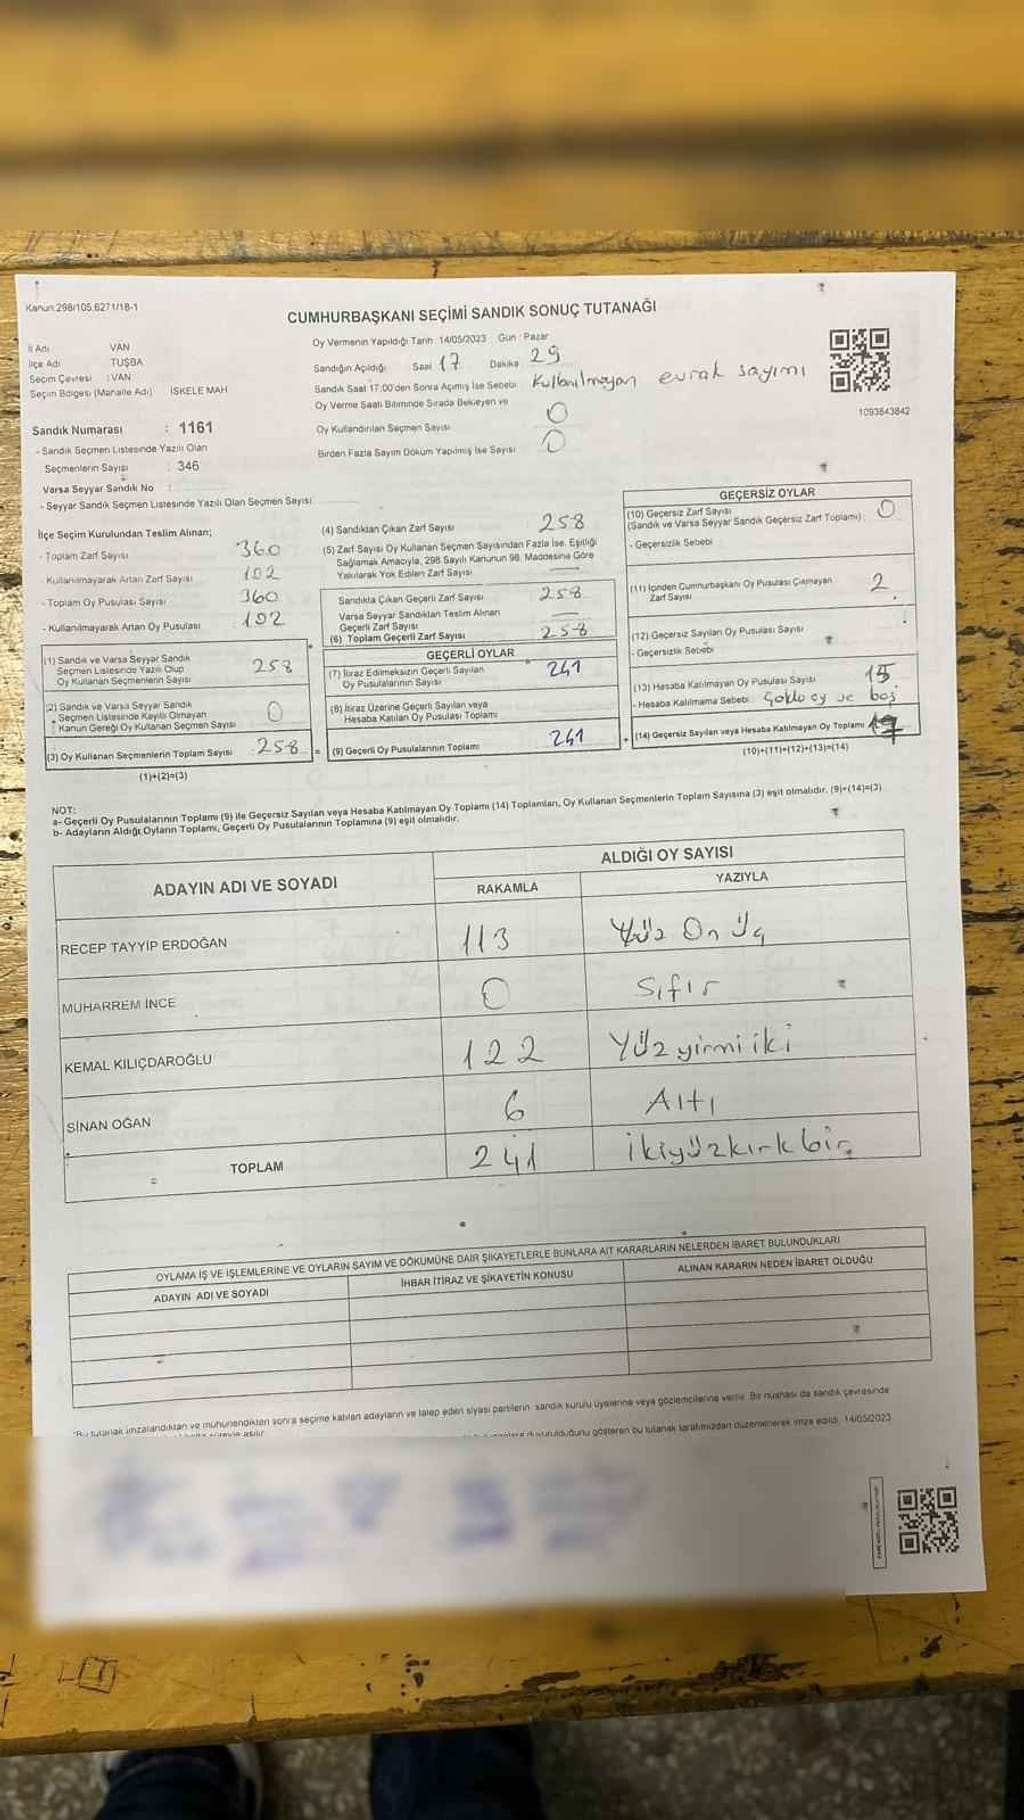 Kanun:298/105,6271/18-1
CUMHURBAŞKANI SEÇİMİ SANDIK SONUÇ TUTANAĞI
İl Adı : VAN
İlçe Adı : TUŞBA
Seçim Çevresi : VAN
Seçim Bölgesi (Mahalle Adı) İSKELE MAH
Oy Vermenin Yapıldığı Tarih : 14/05/2023 Gün : Pazar
Sandığın Açıldığı Saat 17 Dakika 29
Sandık Saat 17:00'den Sonra Açılmış İse Sebebi Kullanılmayan evrak sayımı
Oy Verme Saati Bitiminde Sırada Bekleyen ve
Oy Kullandırılan Seçmen Sayısı 0
Birden Fazla Sayım Döküm Yapılmış İse Sayısı 0
1093843842
Sandık Numarası : 1161
- Sandık Seçmen Listesinde Yazılı Olan
Seçmenlerin Sayısı : 346
Varsa Seyyar Sandık No :
- Seyyar Sandık Seçmen Listesinde Yazılı Olan Seçmen Sayısı
İlçe Seçim Kurulundan Teslim Alınan;
- Toplam Zarf Sayısı 360
- Kullanılmayarak Artan Zarf Sayısı 102
- Toplam Oy Pusulası Sayısı 360
- Kullanılmayarak Artan Oy Pusulası 102
(1) Sandık ve Varsa Seyyar Sandık
Seçmen Listesinde Yazılı Olup
Oy Kullanan Seçmenlerin Sayısı 258
(2) Sandık ve Varsa Seyyar Sandık
Seçmen Listesinde Kayıtlı Olmayan
Kanun Gereği Oy Kullanan Seçmen Sayısı 0
(3) Oy Kullanan Seçmenlerin Toplam Sayısı 258
(1)+(2)=(3)
(4) Sandıktan Çıkan Zarf Sayısı 258
(5) Zarf Sayısı Oy Kullanan Seçmen Sayısından Fazla İse, Eşitliği
Sağlamak Amacıyla, 298 Sayılı Kanunun 98. Maddesine Göre
Yakılarak Yok Edilen Zarf Sayısı —
Sandıkta Çıkan Geçerli Zarf Sayısı 258
Varsa Seyyar Sandıktan Teslim Alınan
Geçerli Zarf Sayısı —
(6) Toplam Geçerli Zarf Sayısı 258
GEÇERLİ OYLAR
(7) İtiraz Edilmeksizin Geçerli Sayılan
Oy Pusulalarının Sayısı 241
(8) İtiraz Üzerine Geçerli Sayılan veya
Hesaba Katılan Oy Pusulası Toplamı
(9) Geçerli Oy Pusulalarının Toplamı 241
GEÇERSİZ OYLAR
(10) Geçersiz Zarf Sayısı
(Sandık ve Varsa Seyyar Sandık Geçersiz Zarf Toplamı) 0
- Geçersizlik Sebebi
(11) İçinden Cumhurbaşkanı Oy Pusulası Çıkmayan
Zarf Sayısı 2
(12) Geçersiz Sayılan Oy Pusulası Sayısı
- Geçersizlik Sebebi
(13) Hesaba Katılmayan Oy Pusulası Sayısı 15
- Hesaba Katılmama Sebebi Çoklu oy ve boş
(14) Geçersiz Sayılan veya Hesaba Katılmayan Oy Toplamı 17
(10)+(11)+(12)+(13)=(14)
NOT:
a- Geçerli Oy Pusulalarının Toplamı (9) ile Geçersiz Sayılan veya Hesaba Katılmayan Oy Toplamı (14) Toplamları, Oy Kullanan Seçmenlerin Toplam Sayısına (3) eşit olmalıdır. (9)+(14)=(3)
b- Adayların Aldığı Oyların Toplamı, Geçerli Oy Pusulalarının Toplamına (9) eşit olmalıdır.
ADAYIN ADI VE SOYADI
ALDIĞI OY SAYISI
RAKAMLA YAZIYLA
RECEP TAYYİP ERDOĞAN 113 Yüz On Üç
MUHARREM İNCE 0 Sıfır
KEMAL KILIÇDAROĞLU 122 Yüz yirmi iki
SİNAN OĞAN 6 Altı
TOPLAM 241 ikiyüzkırkbir
OYLAMA İŞ VE İŞLEMLERİNE VE OYLARIN SAYIM VE DÖKÜMÜNE DAİR ŞİKAYETLERLE BUNLARA AİT KARARLARIN NELERDEN İBARET BULUNDUKLARI
ADAYIN ADI VE SOYADI İHBAR İTİRAZ VE ŞİKAYETİN KONUSU ALINAN KARARIN NEDEN İBARET OLDUĞU
*Bu tutanak imzalandıktan ve mühürlendikten sonra seçime katılan adayların ve talep eden siyasi partilerin sandık kurulu üyelerine veya gözlemcilerine verilir. Bir nüshası da sandık çevresinde
süreyle asılır.
duyurulduğunu gösteren bu tutanak tarafımızdan düzenlenerek imza edildi. 14/05/2023